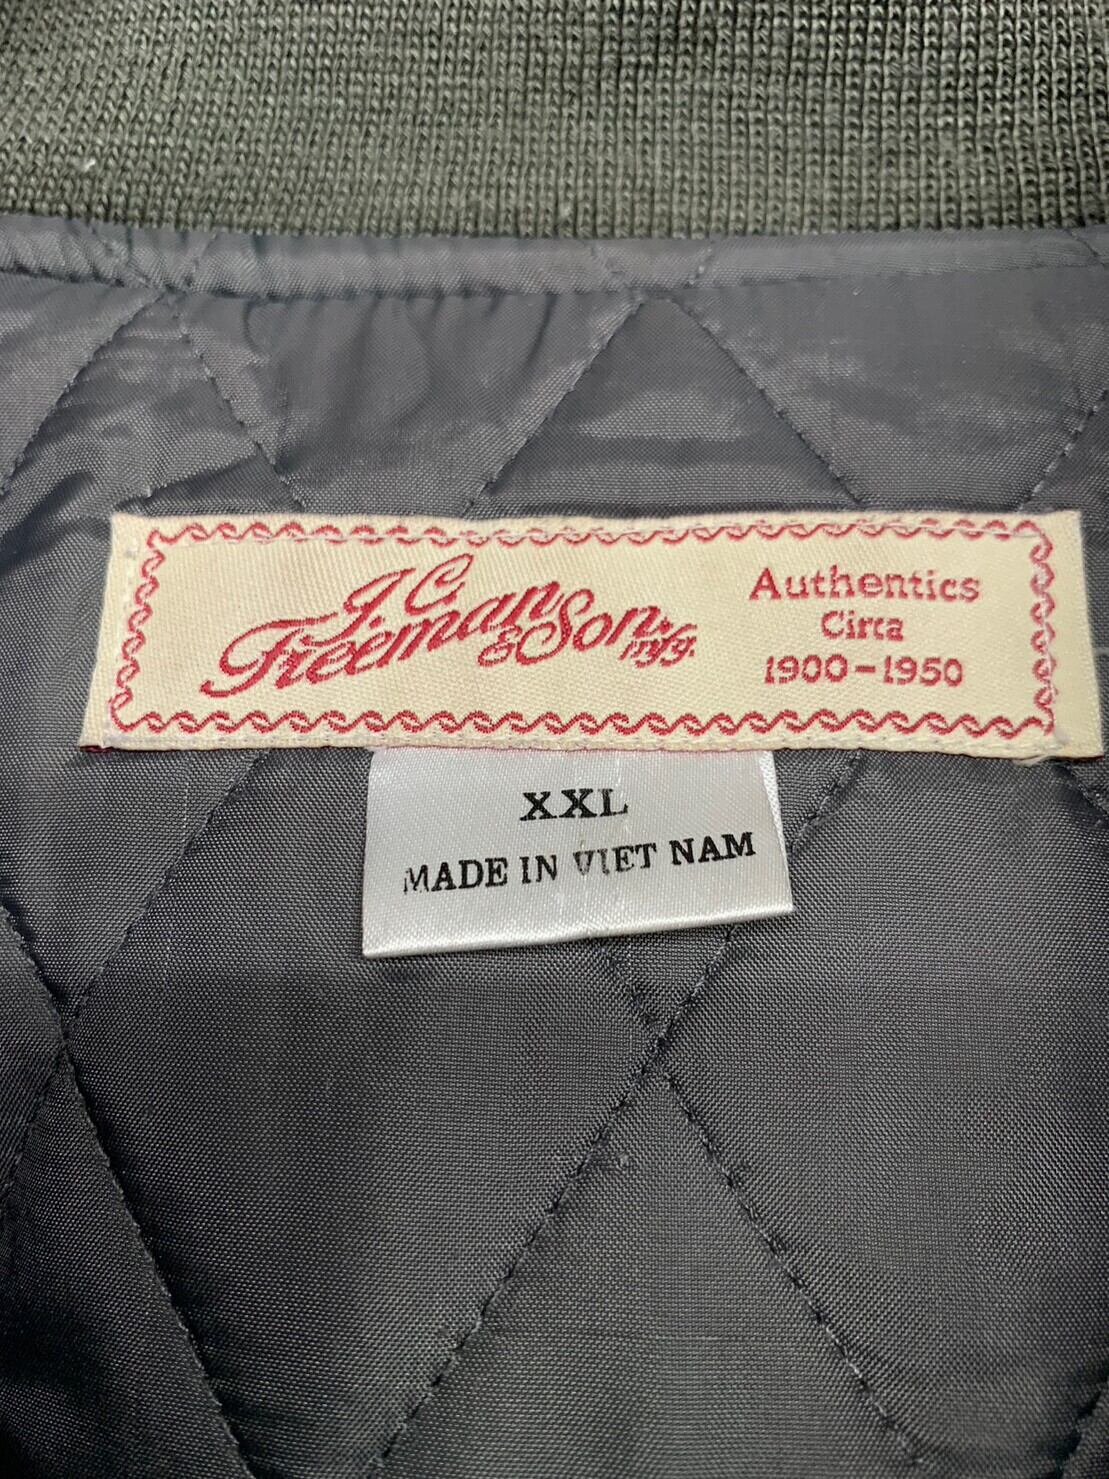 J. C.
Freeman & Son. mfg.
Authentics
Circa
1900-1950
XXL
MADE IN VIET NAM